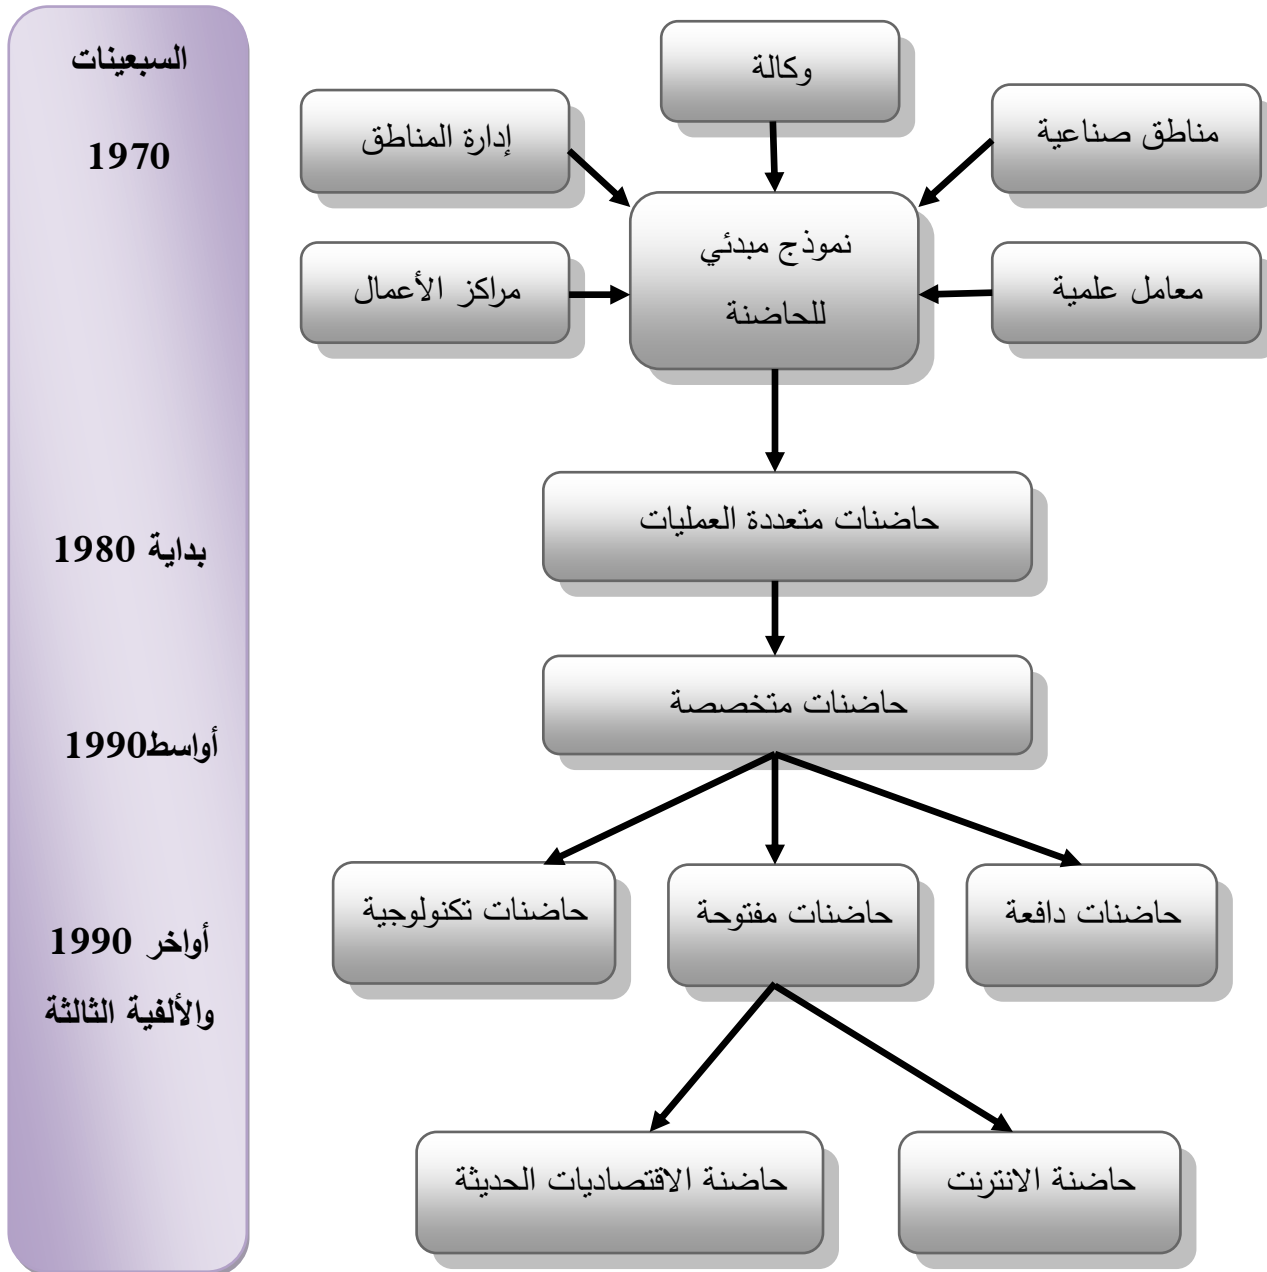 السبعينات
1970
بداية 1980
أواسط1990
أواخر 1990
والألفية الثالثة
وكالة
مناطق صناعية
إدارة المناطق
نموذج مبدئي
للحاضنة
معامل علمية
مراكز الأعمال
حاضنات متعددة العمليات
حاضنات متخصصة
حاضنات دافعة
حاضنات مفتوحة
حاضنات تكنولوجية
حاضنة الانترنت
حاضنة الاقتصاديات الحديثة